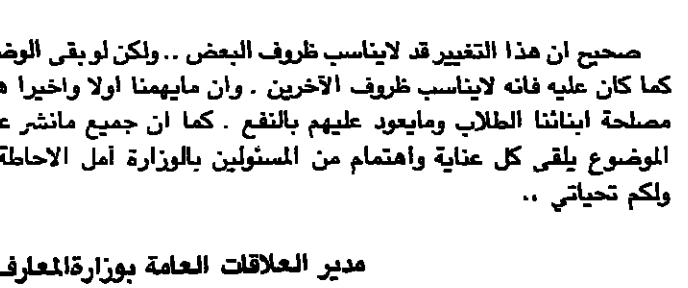 صحيح ان هذا التغيير قد لايناسب ظروف البعض .. ولكن لو بقى الوض
كما كان عليه فانه لايناسب ظروف الآخرين . وان مايهمنا اولا واخيرا ه
مصلحة ابنائنا الطلاب ومايعود عليهم بالنفع . كما ان جميع مانشر ع
الموضوع يلقى كل عناية واهتمام من المسئولين بالوزارة آمل الاحاطة
ولكم تحياتي ..
مدير العلاقات العامة بوزارةالمعارف